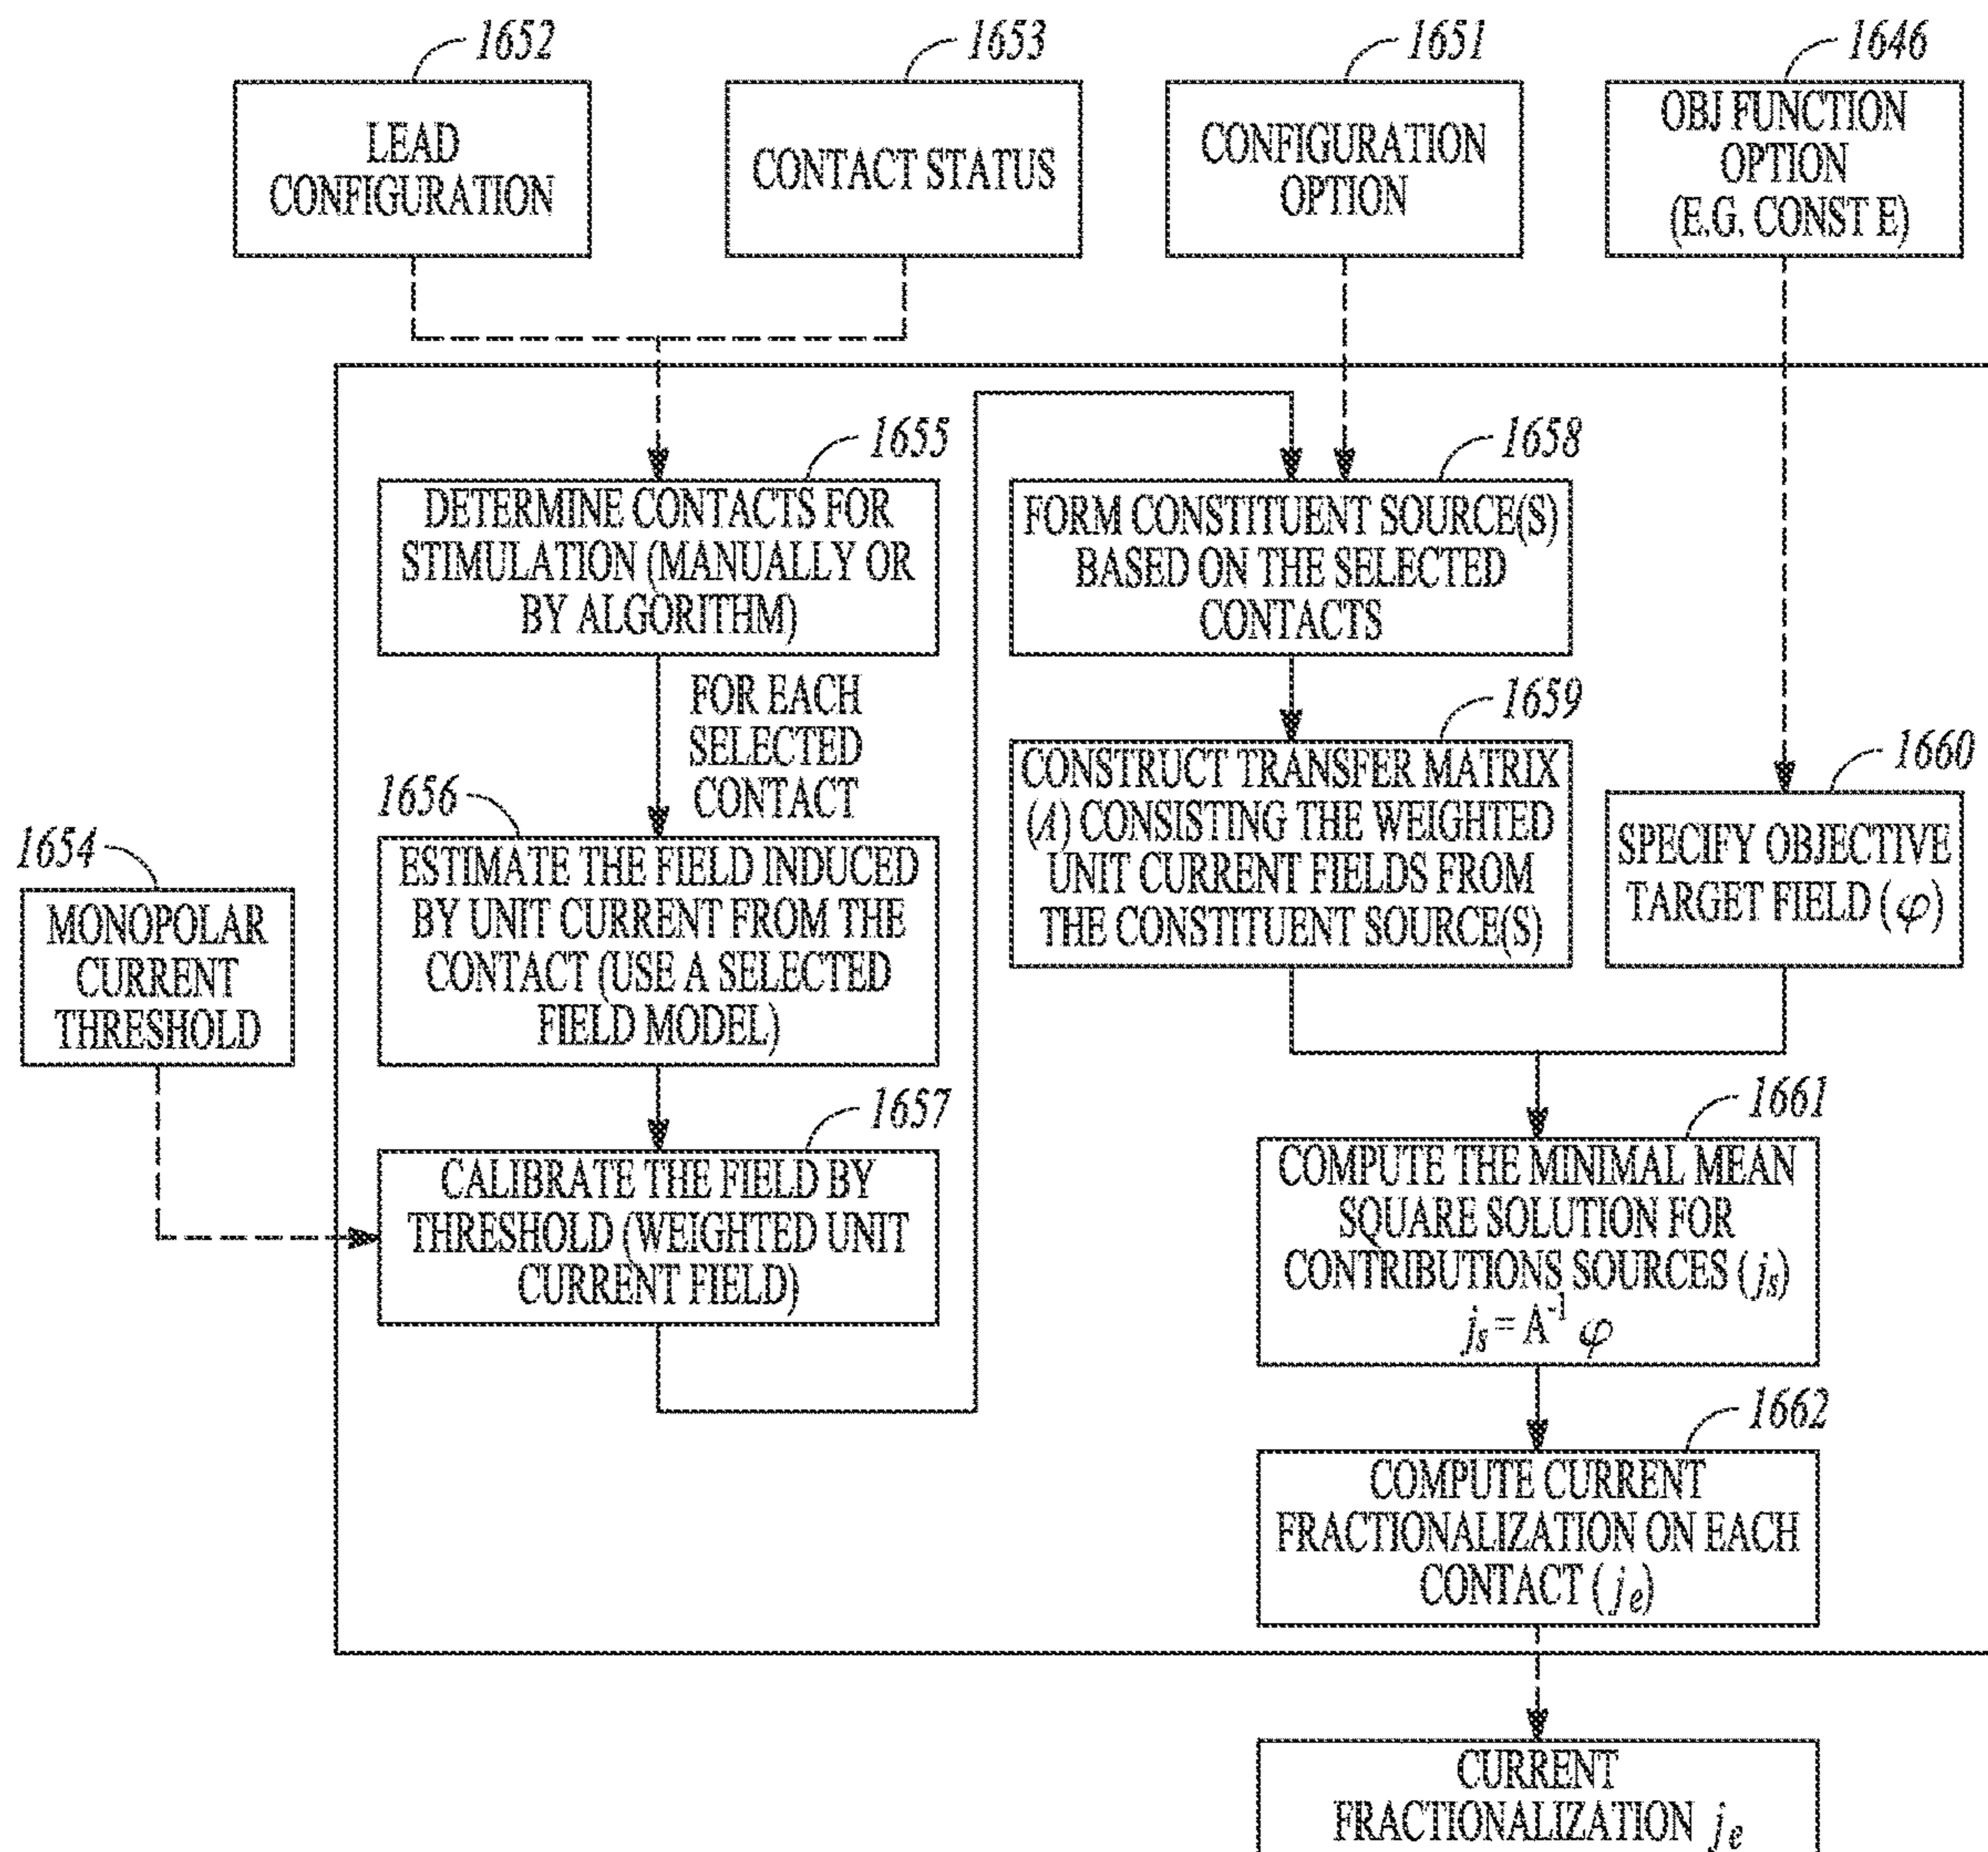 1652
LEAD
CONFIGURATION
1653
CONTACT STATUS
1651
CONFIGURATION
OPTION
1646
OBJ FUNCTION
OPTION
(E.G. CONST E)
1655
DETERMINE CONTACTS FOR
STIMULATION (MANUALLY OR
BY ALGORITHM)
FOR EACH
SELECTED
CONTACT
1656
ESTIMATE THE FIELD INDUCED
BY UNIT CURRENT FROM THE
CONTACT (USE A SELECTED
FIELD MODEL)
1654
MONOPOLAR
CURRENT
THRESHOLD
1657
CALIBRATE THE FIELD BY
THRESHOLD (WEIGHTED UNIT
CURRENT FIELD)
1658
FORM CONSTITUENT SOURCE(S)
BASED ON THE SELECTED
CONTACTS
1659
CONSTRUCT TRANSFER MATRIX
(A) CONSISTING THE WEIGHTED
UNIT CURRENT FIELDS FROM
THE CONSTITUENT SOURCE(S)
1660
SPECIFY OBJECTIVE
TARGET FIELD (φ)
1661
COMPUTE THE MINIMAL MEAN
SQUARE SOLUTION FOR
CONTRIBUTIONS SOURCES (jₛ)
jₛ = A⁻¹ φ
1662
COMPUTE CURRENT
FRACTIONALIZATION ON EACH
CONTACT (jₑ)
CURRENT
FRACTIONALIZATION jₑ